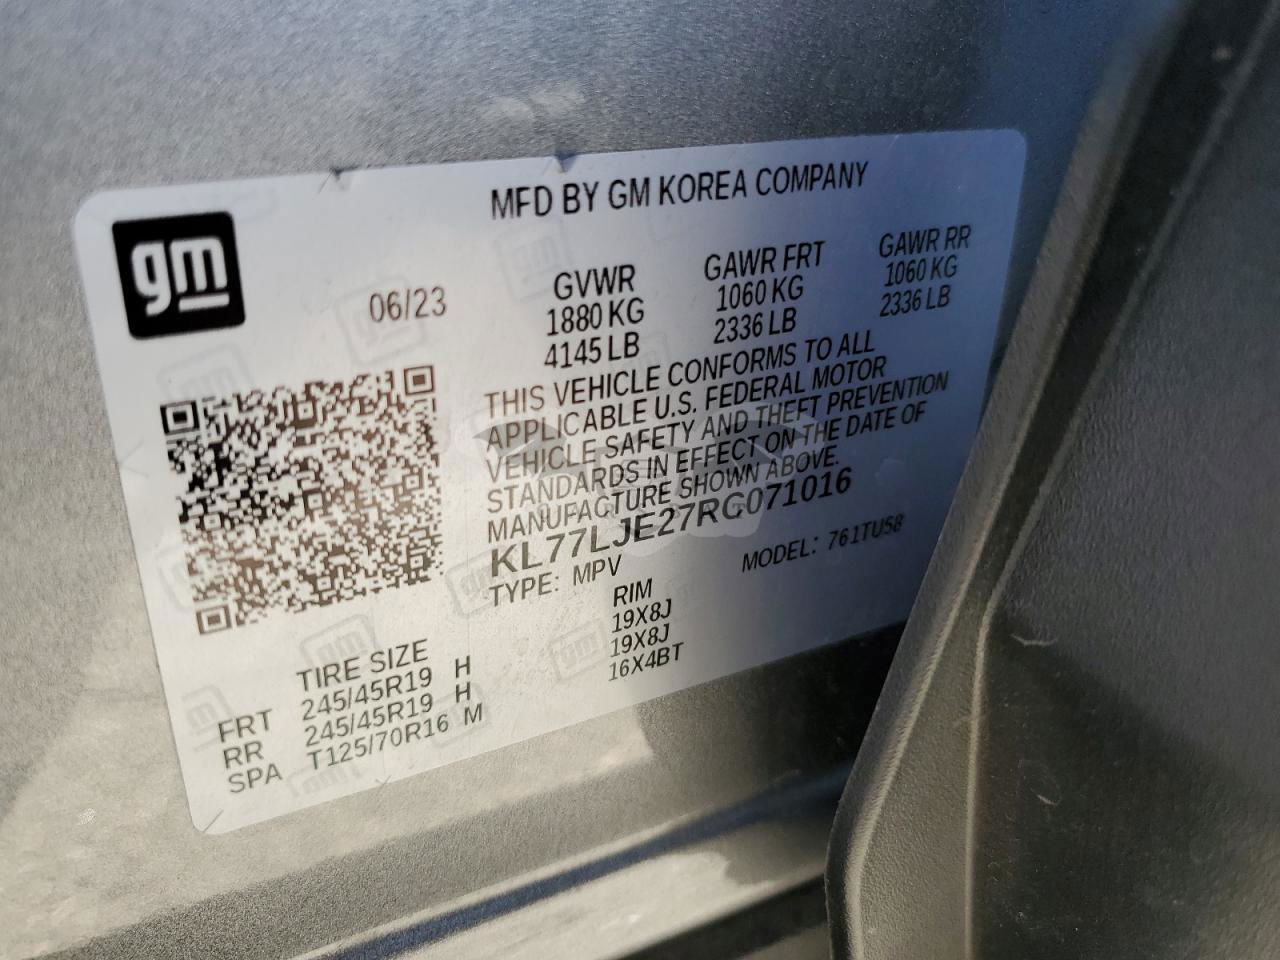 gm
MFD BY GM KOREA COMPANY
06/23
GVWR GAWR FRT GAWR RR
1880 KG 1060 KG 1060 KG
4145 LB 2336 LB 2336 LB
THIS VEHICLE CONFORMS TO ALL
APPLICABLE U.S. FEDERAL MOTOR
VEHICLE SAFETY AND THEFT PREVENTION
STANDARDS IN EFFECT ON THE DATE OF
MANUFACTURE SHOWN ABOVE.
KL77LJE27RC071016
TYPE: MPV MODEL: 761TU58
TIRE SIZE RIM
FRT 245/45R19 H 19X8J
RR 245/45R19 H 19X8J
SPA T125/70R16 M 16X4BT